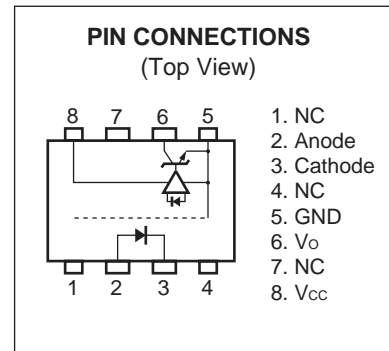 PIN CONNECTIONS
(Top View)
8 7 6 5
1 2 3 4
1. NC
2. Anode
3. Cathode
4. NC
5. GND
6. Vo
7. NC
8. Vcc